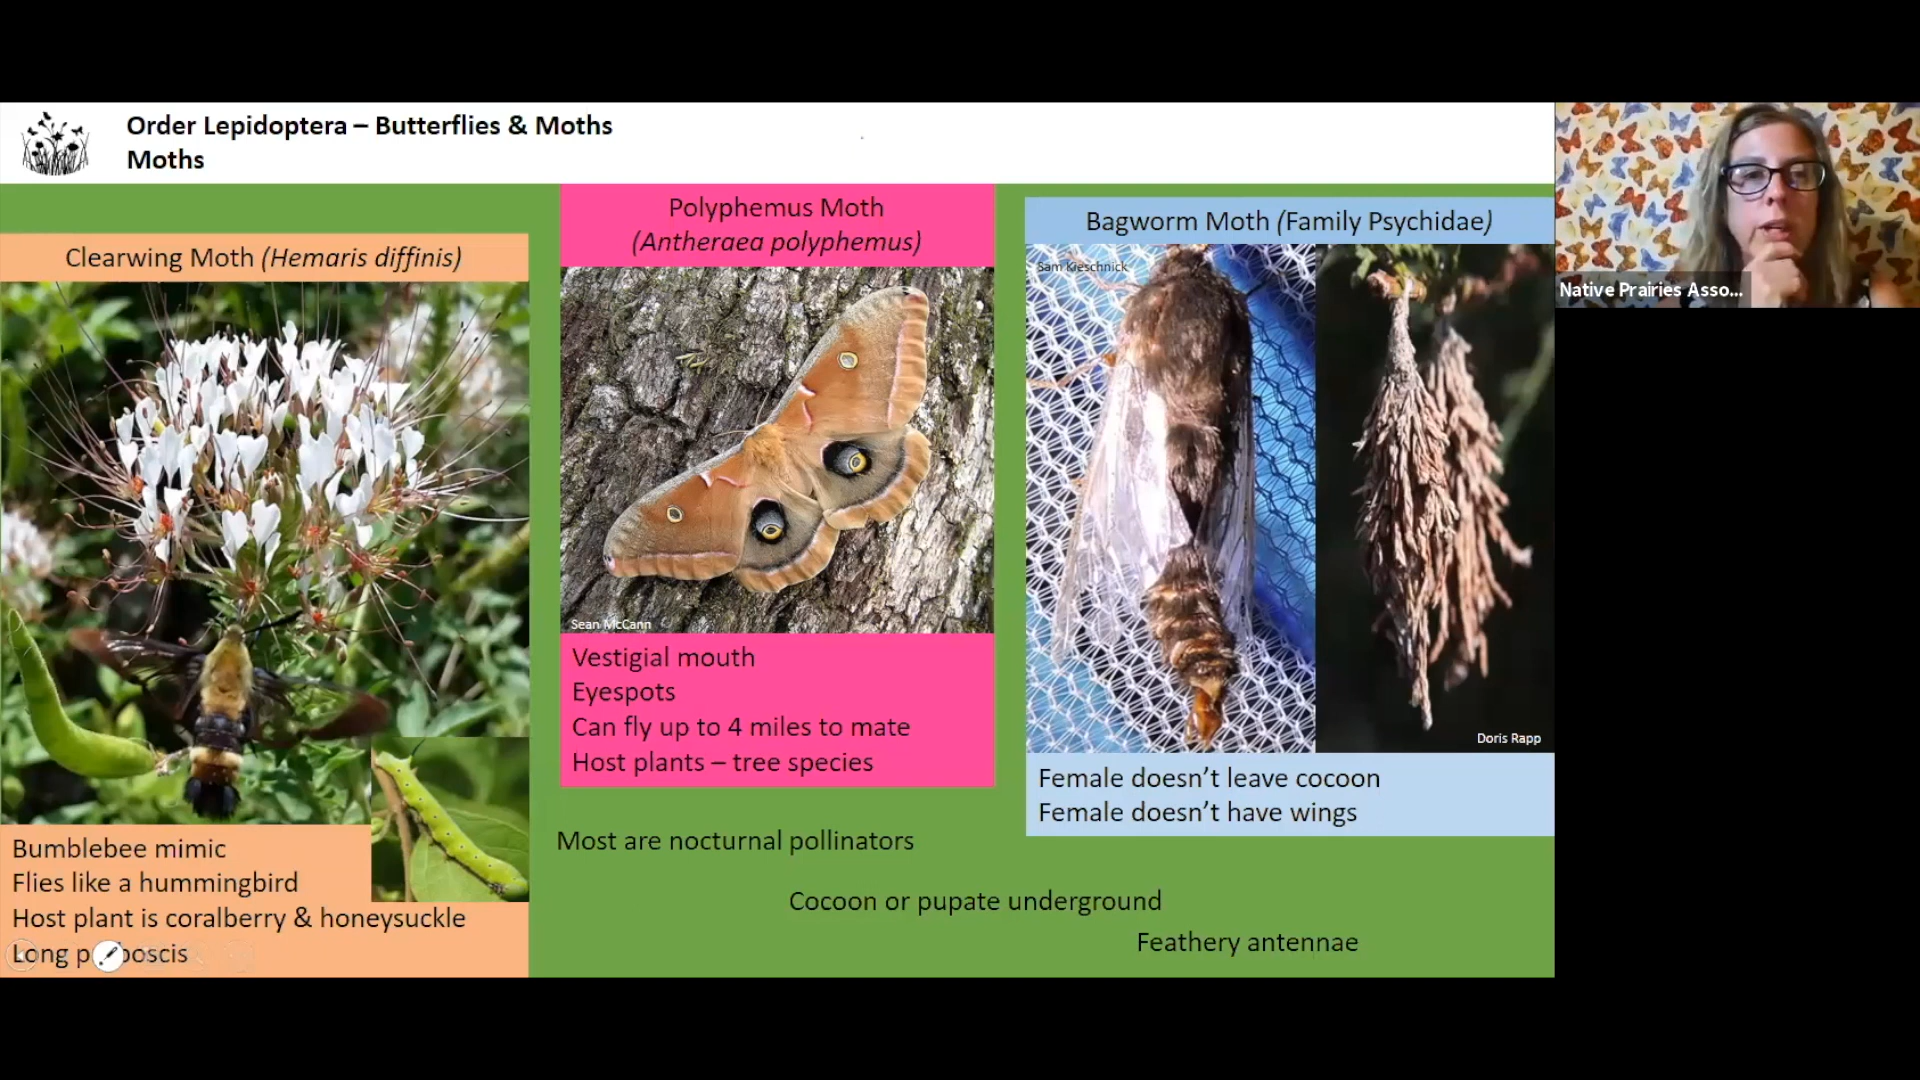 Order Lepidoptera – Butterflies & Moths
Moths
Clearwing Moth (Hemaris diffinis)
Bumblebee mimic
Flies like a hummingbird
Host plant is coralberry & honeysuckle
Long
Polyphemus Moth
(Antheraea polyphemus)
Sean McCann
Vestigial mouth
Eyespots
Can fly up to 4 miles to mate
Host plants – tree species
Bagworm Moth (Family Psychidae)
Sam Kieschnick
Doris Rapp
Female doesn't leave cocoon
Female doesn't have wings
Most are nocturnal pollinators
Cocoon or pupate underground
Feathery antennae
Native Prairies Asso...